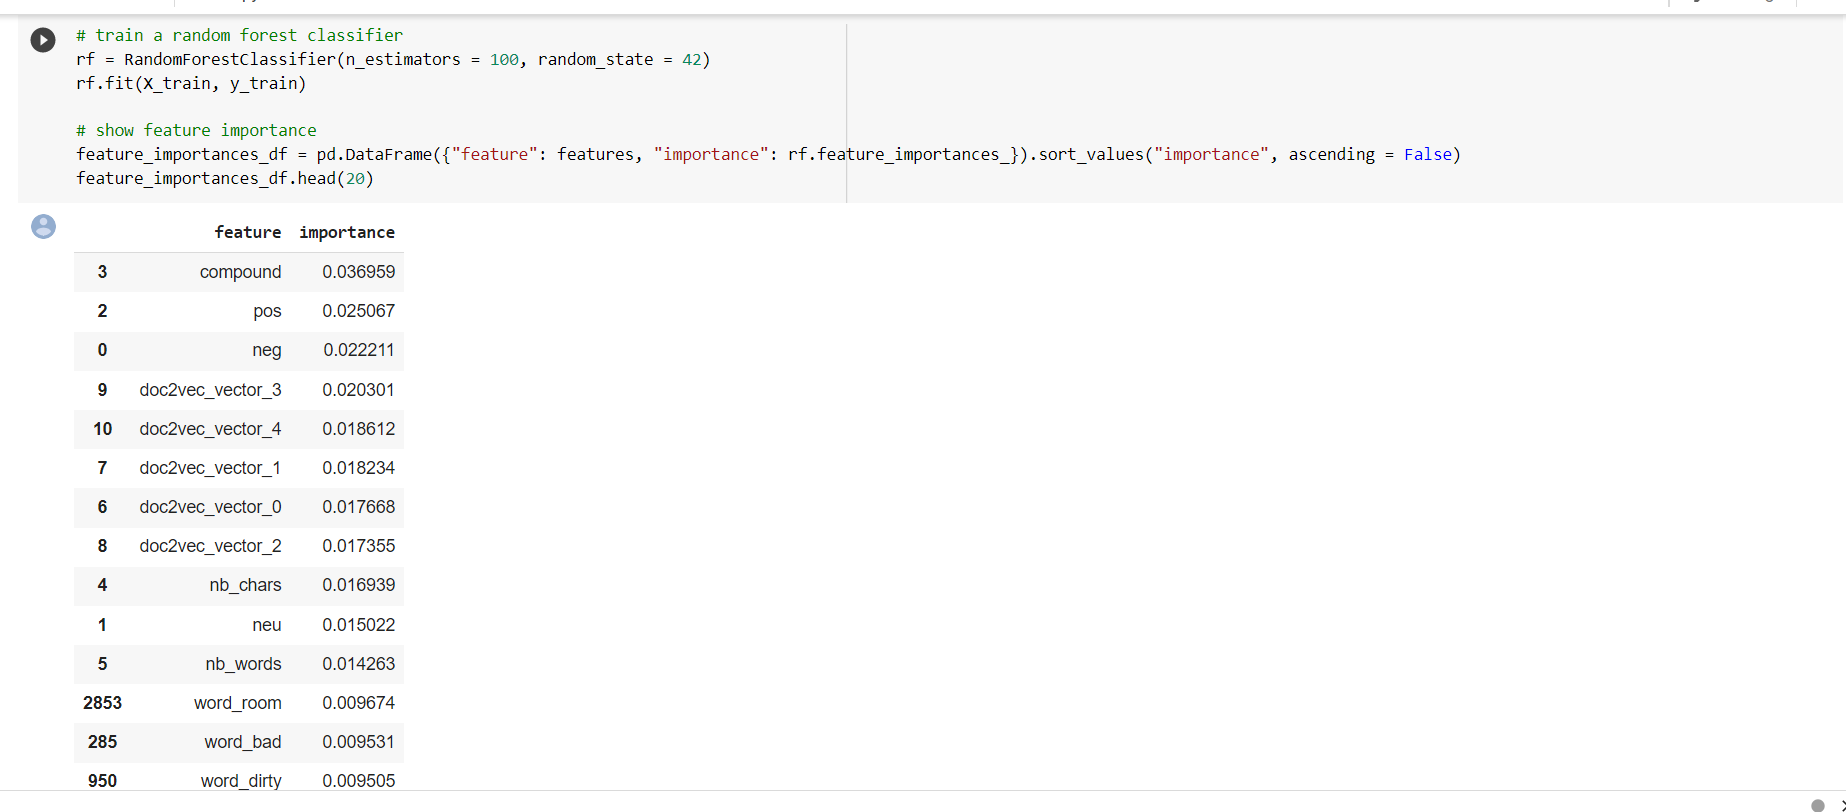 # train a random forest classifier
rf = RandomForestClassifier(n_estimators = 100, random_state = 42)
rf.fit(X_train, y_train)
# show feature importance
feature_importances_df = pd.DataFrame({"feature": features, "importance": rf.feature_importances_}).sort_values("importance", ascending = False)
feature_importances_df.head(20)
feature importance
3 compound 0.036959
2 pos 0.025067
0 neg 0.022211
9 doc2vec_vector_3 0.020301
10 doc2vec_vector_4 0.018612
7 doc2vec_vector_1 0.018234
6 doc2vec_vector_0 0.017668
8 doc2vec_vector_2 0.017355
4 nb_chars 0.016939
1 neu 0.015022
5 nb_words 0.014263
2853 word_room 0.009674
285 word_bad 0.009531
950 word_dirty 0.009505